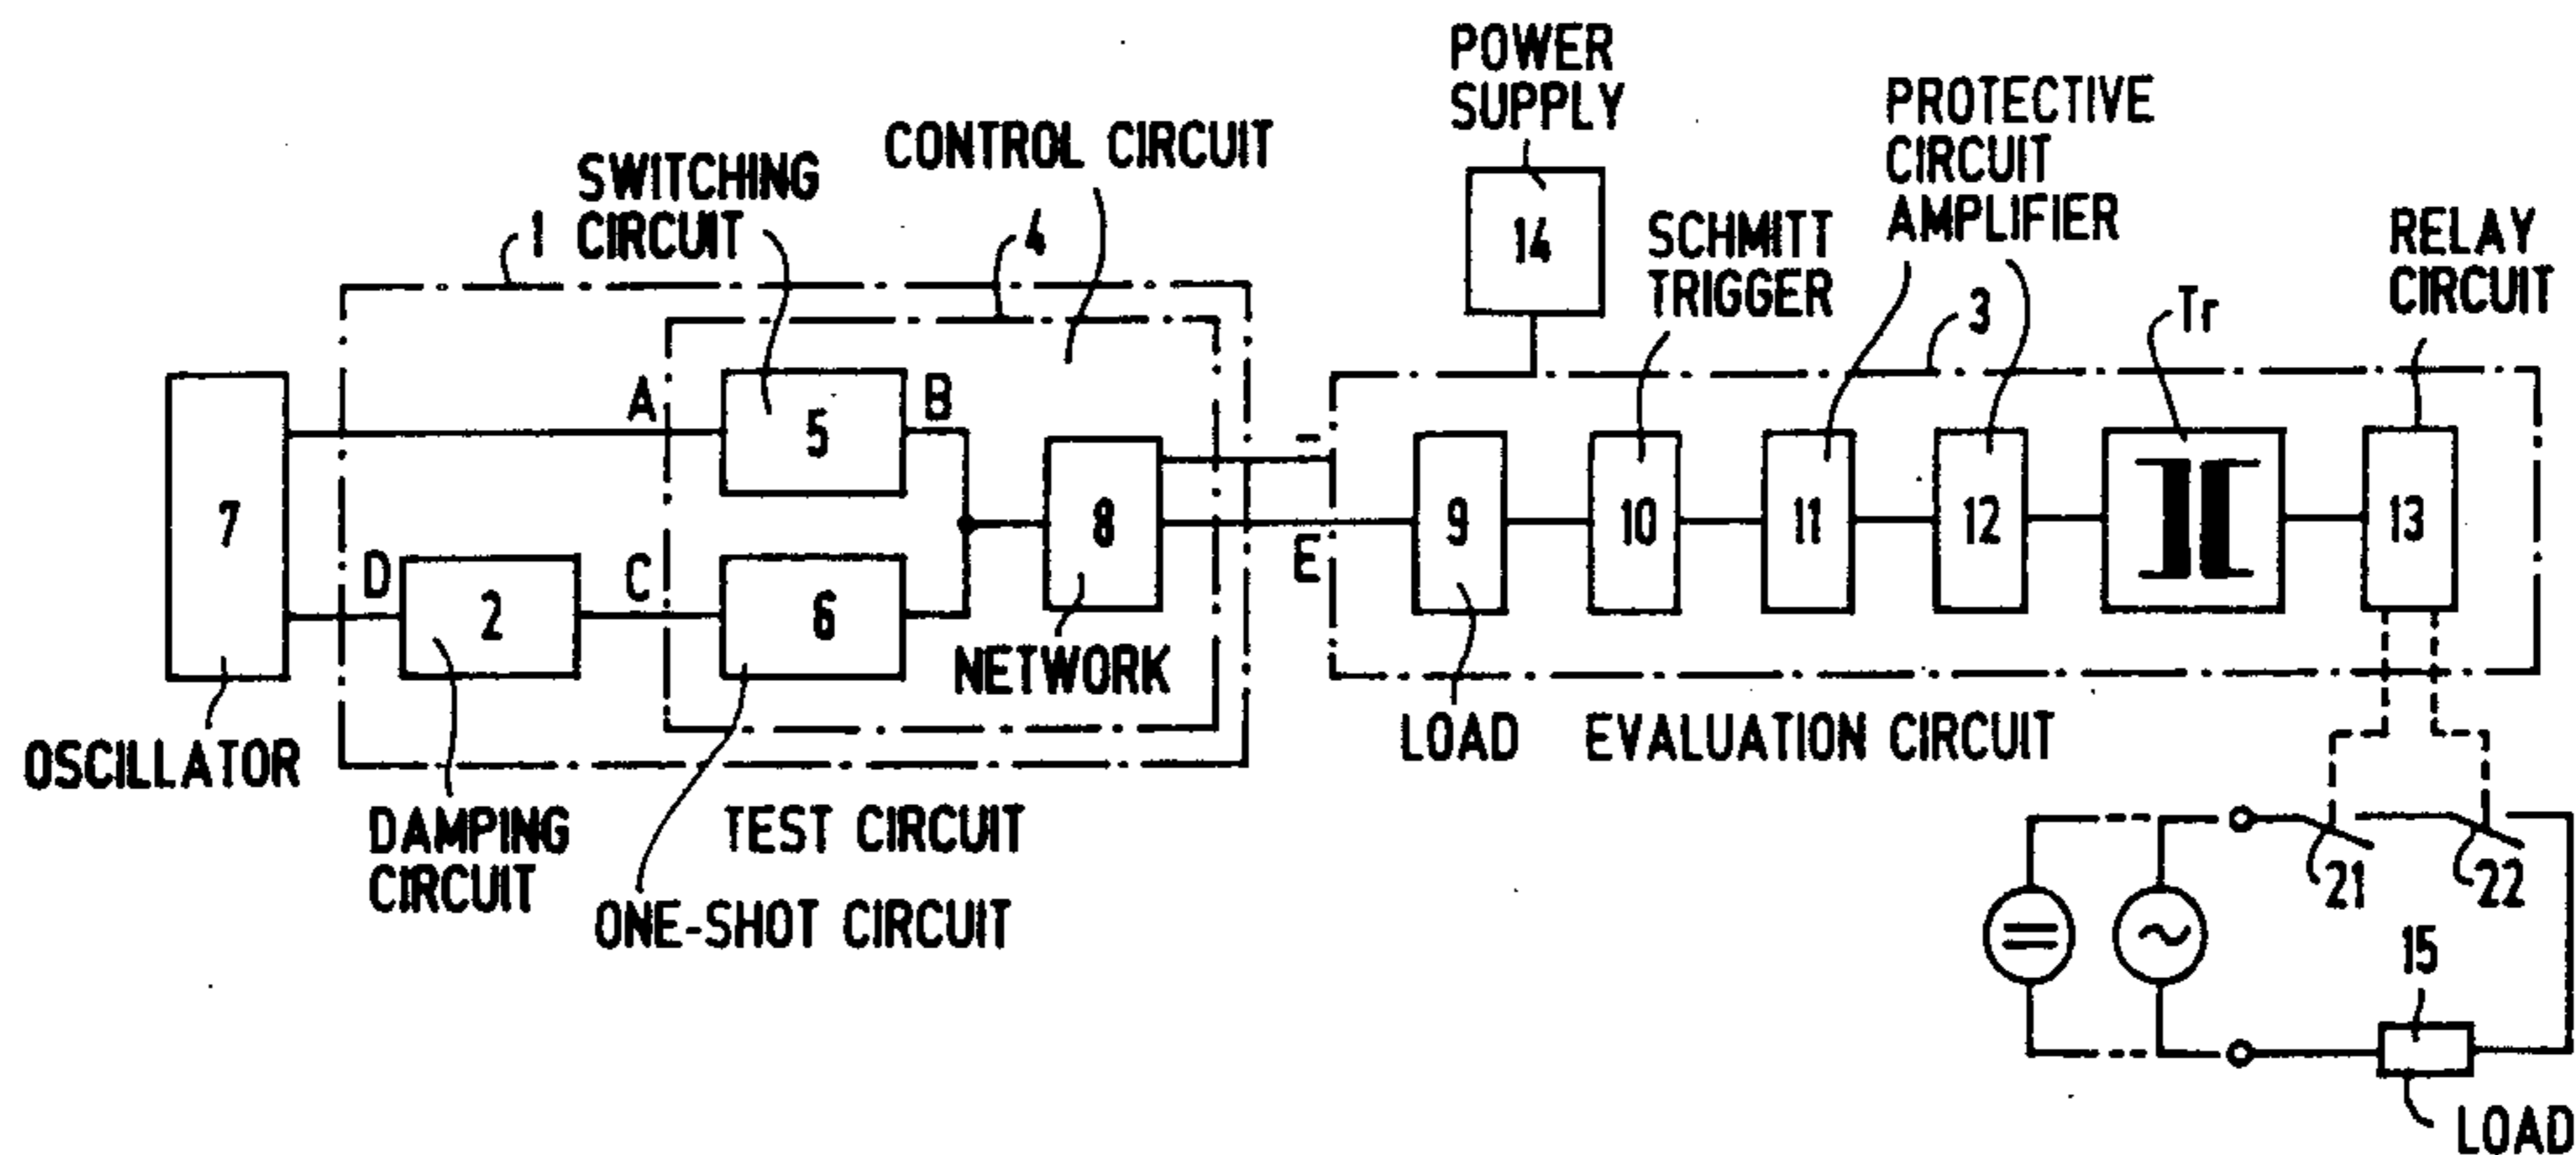 POWER
SUPPLY
14
PROTECTIVE
CIRCUIT
AMPLIFIER
CONTROL CIRCUIT
SWITCHING
CIRCUIT
1
4
SCHMITT
TRIGGER
3
Tr
RELAY
CIRCUIT
A
5
B
7
D
2
C
6
8
–
E
9
10
11
12
13
NETWORK
OSCILLATOR
DAMPING
CIRCUIT
TEST CIRCUIT
ONE-SHOT CIRCUIT
LOAD
EVALUATION CIRCUIT
21
22
=
~
15
LOAD